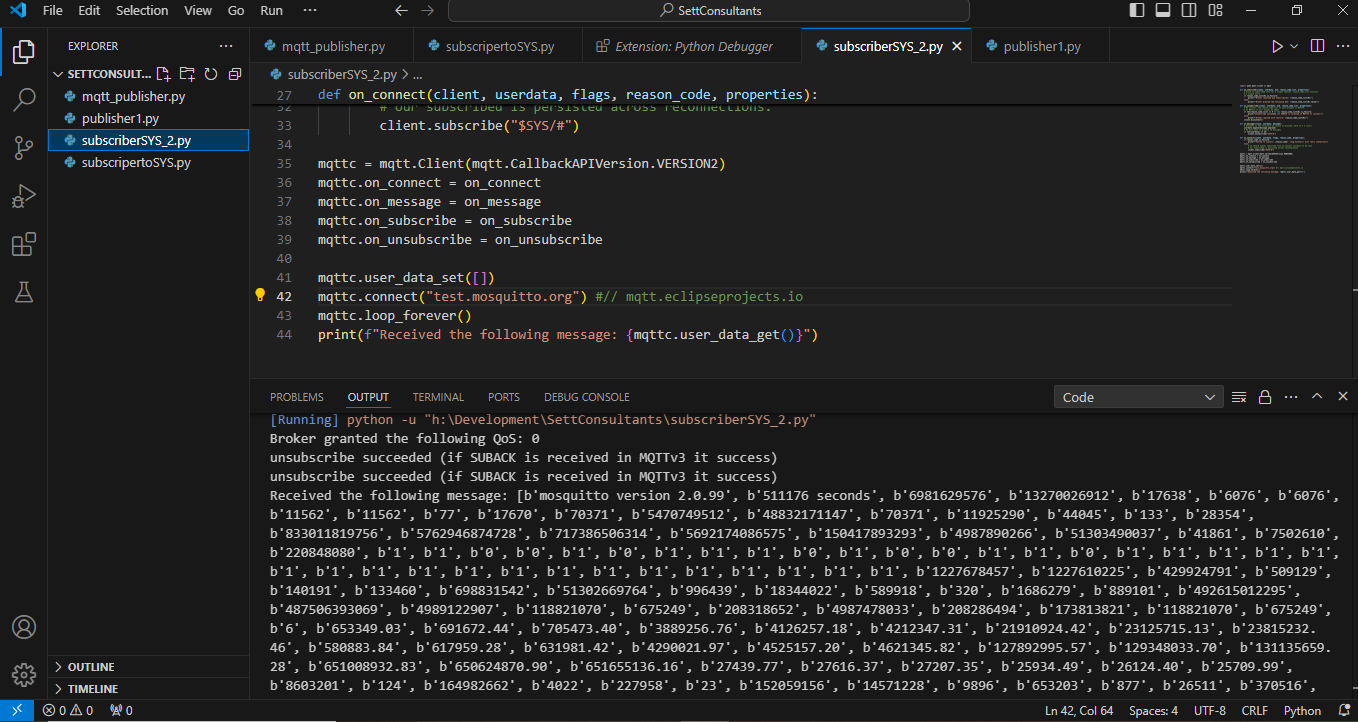 File Edit Selection View Go Run ··· SettConsultants
EXPLORER ···
mqtt_publisher.py subscripertoSYS.py Extension: Python Debugger subscriberSYS_2.py publisher1.py
SETTCONSULT...
mqtt_publisher.py
publisher1.py
subscriberSYS_2.py
subscripertoSYS.py
subscriberSYS_2.py > ...
27 def on_connect(client, userdata, flags, reason_code, properties):
32 # our subscribed is persisted across reconnections.
33 client.subscribe("$SYS/#")
34
35 mqttc = mqtt.Client(mqtt.CallbackAPIVersion.VERSION2)
36 mqttc.on_connect = on_connect
37 mqttc.on_message = on_message
38 mqttc.on_subscribe = on_subscribe
39 mqttc.on_unsubscribe = on_unsubscribe
40
41 mqttc.user_data_set([])
42 mqttc.connect("test.mosquitto.org") #// mqtt.eclipseprojects.io
43 mqttc.loop_forever()
44 print(f"Received the following message: {mqttc.user_data_get()}")
PROBLEMS OUTPUT TERMINAL PORTS DEBUG CONSOLE Code
[Running] python -u "h:\Development\SettConsultants\subscriberSYS_2.py"
Broker granted the following QoS: 0
unsubscribe succeeded (if SUBACK is received in MQTTv3 it success)
unsubscribe succeeded (if SUBACK is received in MQTTv3 it success)
Received the following message: [b'mosquitto version 2.0.99', b'511176 seconds', b'6981629576', b'13270026912', b'17638', b'6076', b'6076',
b'11562', b'11562', b'77', b'17670', b'70371', b'5470749512', b'48832171147', b'70371', b'11925290', b'44045', b'133', b'28354',
b'833011819756', b'5762946874728', b'717386506314', b'5692174086575', b'150417893293', b'4987890266', b'51303490037', b'41861', b'7502610',
b'220848080', b'1', b'1', b'0', b'0', b'1', b'0', b'1', b'1', b'1', b'0', b'1', b'0', b'0', b'1', b'1', b'0', b'1', b'1', b'1', b'1', b'1',
b'1', b'1', b'1', b'1', b'1', b'1', b'1', b'1', b'1', b'1', b'1', b'1', b'1', b'1', b'1227678457', b'1227610225', b'429924791', b'509129',
b'140191', b'133460', b'698831542', b'51302669764', b'996439', b'18344022', b'589918', b'320', b'1686279', b'889101', b'492615012295',
b'487506393069', b'4989122907', b'118821070', b'675249', b'208318652', b'4987478033', b'208286494', b'173813821', b'118821070', b'675249',
b'6', b'653349.03', b'691672.44', b'705473.40', b'3889256.76', b'4126257.18', b'4212347.31', b'21910924.42', b'23125715.13', b'23815232.
46', b'580883.84', b'617959.28', b'631981.42', b'4290021.97', b'4525157.20', b'4621345.82', b'127892995.57', b'129348033.70', b'131135659.
28', b'651008932.83', b'650624870.90', b'651655136.16', b'27439.77', b'27616.37', b'27207.35', b'25934.49', b'26124.40', b'25709.99',
b'8603201', b'124', b'164982662', b'4022', b'227958', b'23', b'152059156', b'14571228', b'9896', b'653203', b'877', b'26511', b'370516',
OUTLINE
TIMELINE
0 0 0 Ln 42, Col 64 Spaces: 4 UTF-8 CRLF Python